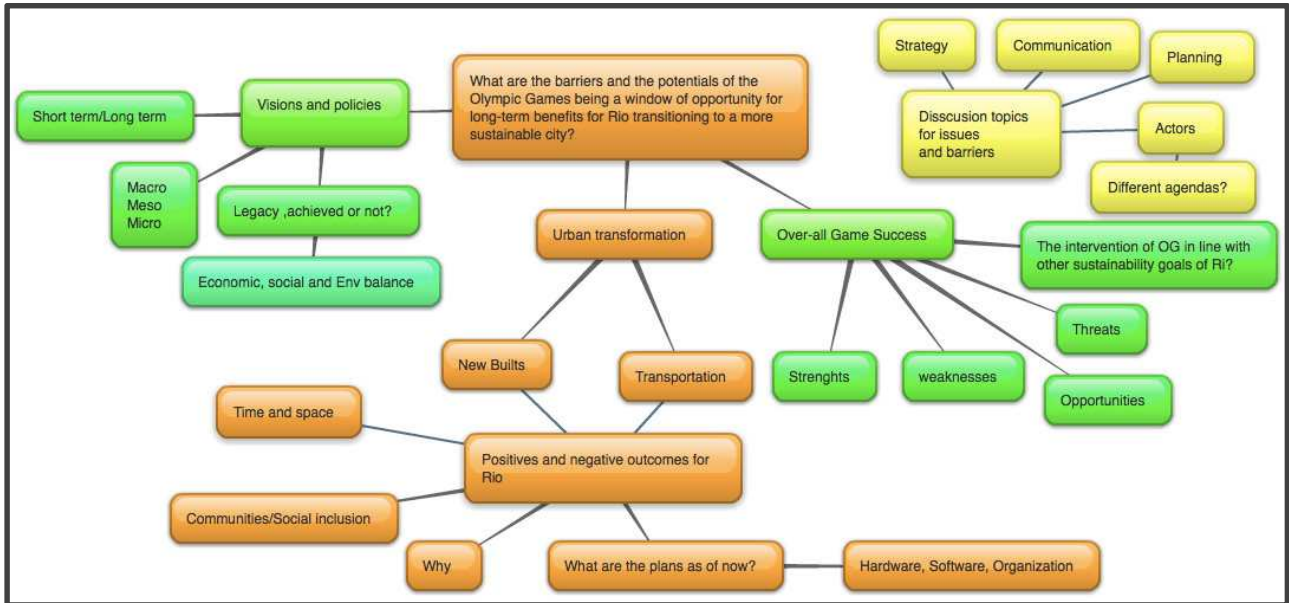 Strategy
Communication
Planning
What are the barriers and the potentials of the
Olympic Games being a window of opportunity for
long-term benefits for Rio transitioning to a more
sustainable city?
Visions and policies
Short term/Long term
Disscusion topics
for issues
and barriers
Actors
Different agendas?
Macro
Meso
Micro
Legacy ,achieved or not?
Economic, social and Env balance
Urban transformation
Over-all Game Success
The intervention of OG in line with
other sustainability goals of Ri?
Threats
New Builts
Transportation
Strenghts
weaknesses
Opportunities
Time and space
Positives and negative outcomes for
Rio
Communities/Social inclusion
Why
What are the plans as of now?
Hardware, Software, Organization